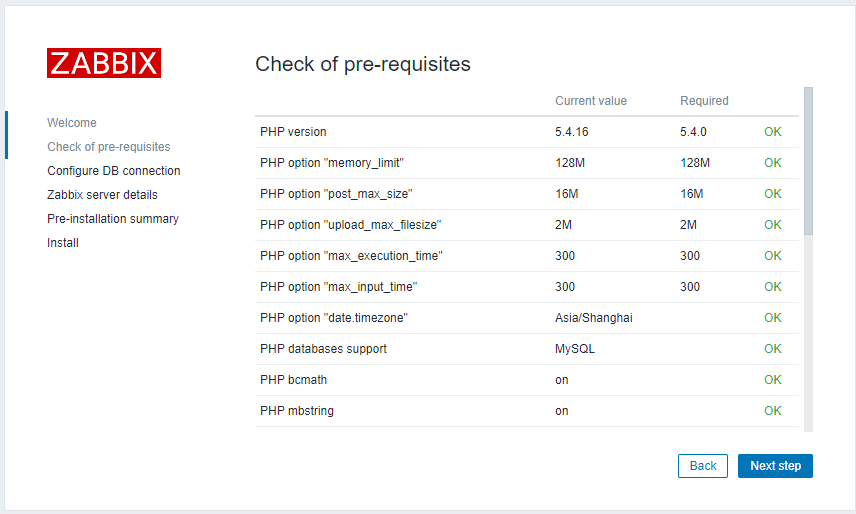 ZABBIX
Welcome
Check of pre-requisites
Configure DB connection
Zabbix server details
Pre-installation summary
Install
Check of pre-requisites
Current value Required
PHP version 5.4.16 5.4.0 OK
PHP option "memory_limit" 128M 128M OK
PHP option "post_max_size" 16M 16M OK
PHP option "upload_max_filesize" 2M 2M OK
PHP option "max_execution_time" 300 300 OK
PHP option "max_input_time" 300 300 OK
PHP option "date.timezone" Asia/Shanghai OK
PHP databases support MySQL OK
PHP bcmath on OK
PHP mbstring on OK
Back Next step